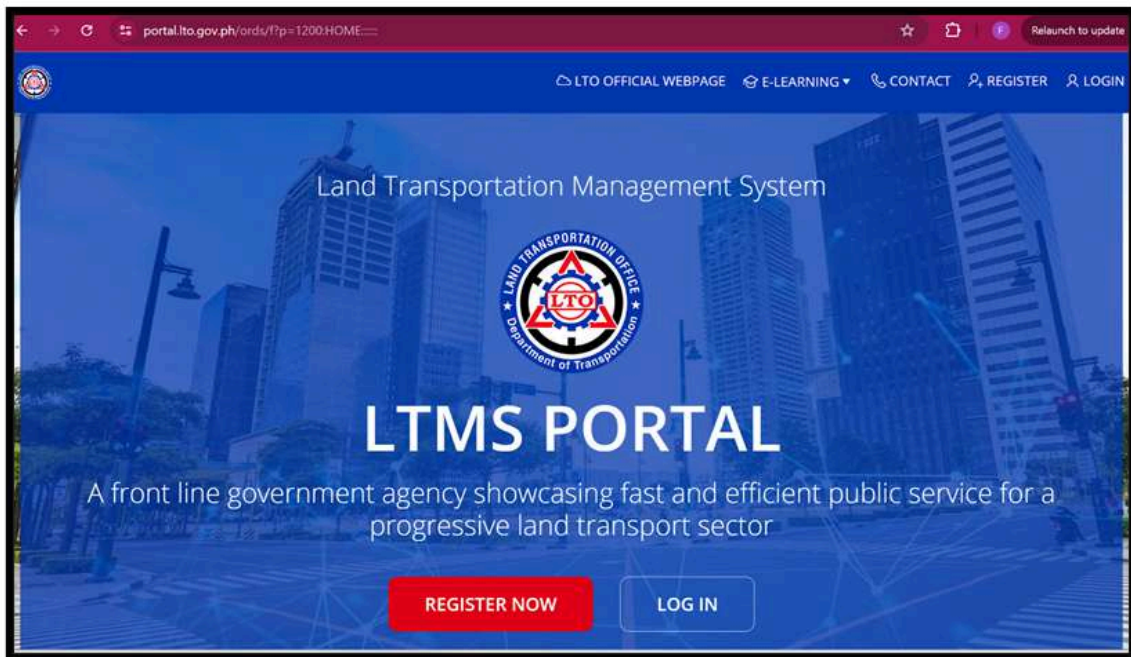 portal.lto.gov.ph/ords/f?p=1200:HOME:::::
F
Relaunch to update
LTO OFFICIAL WEBPAGE
E-LEARNING
CONTACT
REGISTER
LOGIN
Land Transportation Management System
LAND TRANSPORTATION OFFICE
LTO
Department of Transportation
LTMS PORTAL
A front line government agency showcasing fast and efficient public service for a
progressive land transport sector
REGISTER NOW
LOG IN